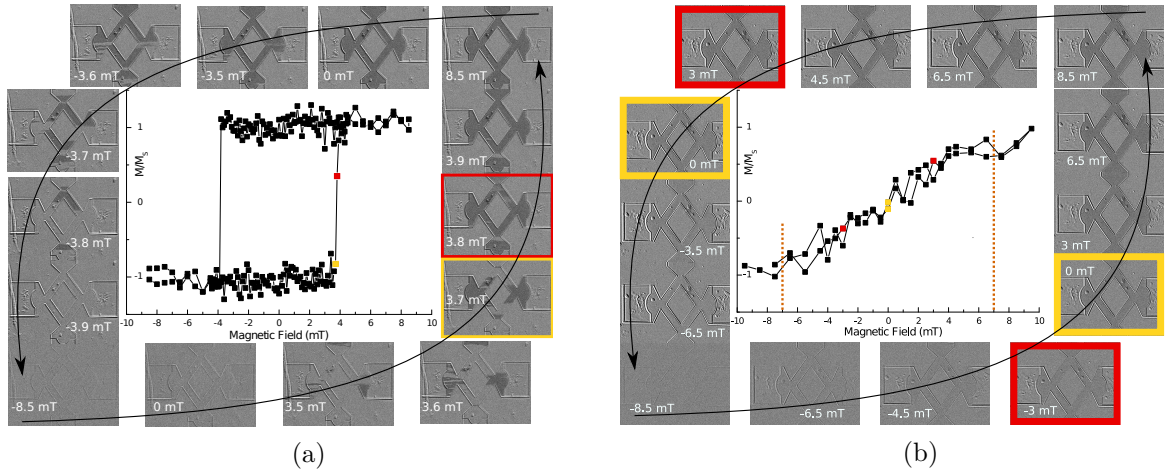 -3.6 mT
-3.5 mT
0 mT
8.5 mT
-3.7 mT
3.9 mT
-3.8 mT
3.8 mT
-3.9 mT
3.7 mT
-8.5 mT
0 mT
3.5 mT
3.6 mT
M/Ms
1
0
-1
-10 -8 -6 -4 -2 0 2 4 6 8 10
Magnetic Field (mT)
(a)
3 mT
4.5 mT
6.5 mT
8.5 mT
0 mT
6.5 mT
-3.5 mT
3 mT
-6.5 mT
0 mT
-8.5 mT
-6.5 mT
-4.5 mT
-3 mT
M/Ms
1
0
-1
-10 -8 -6 -4 -2 0 2 4 6 8 10
Magnetic Field (mT)
(b)